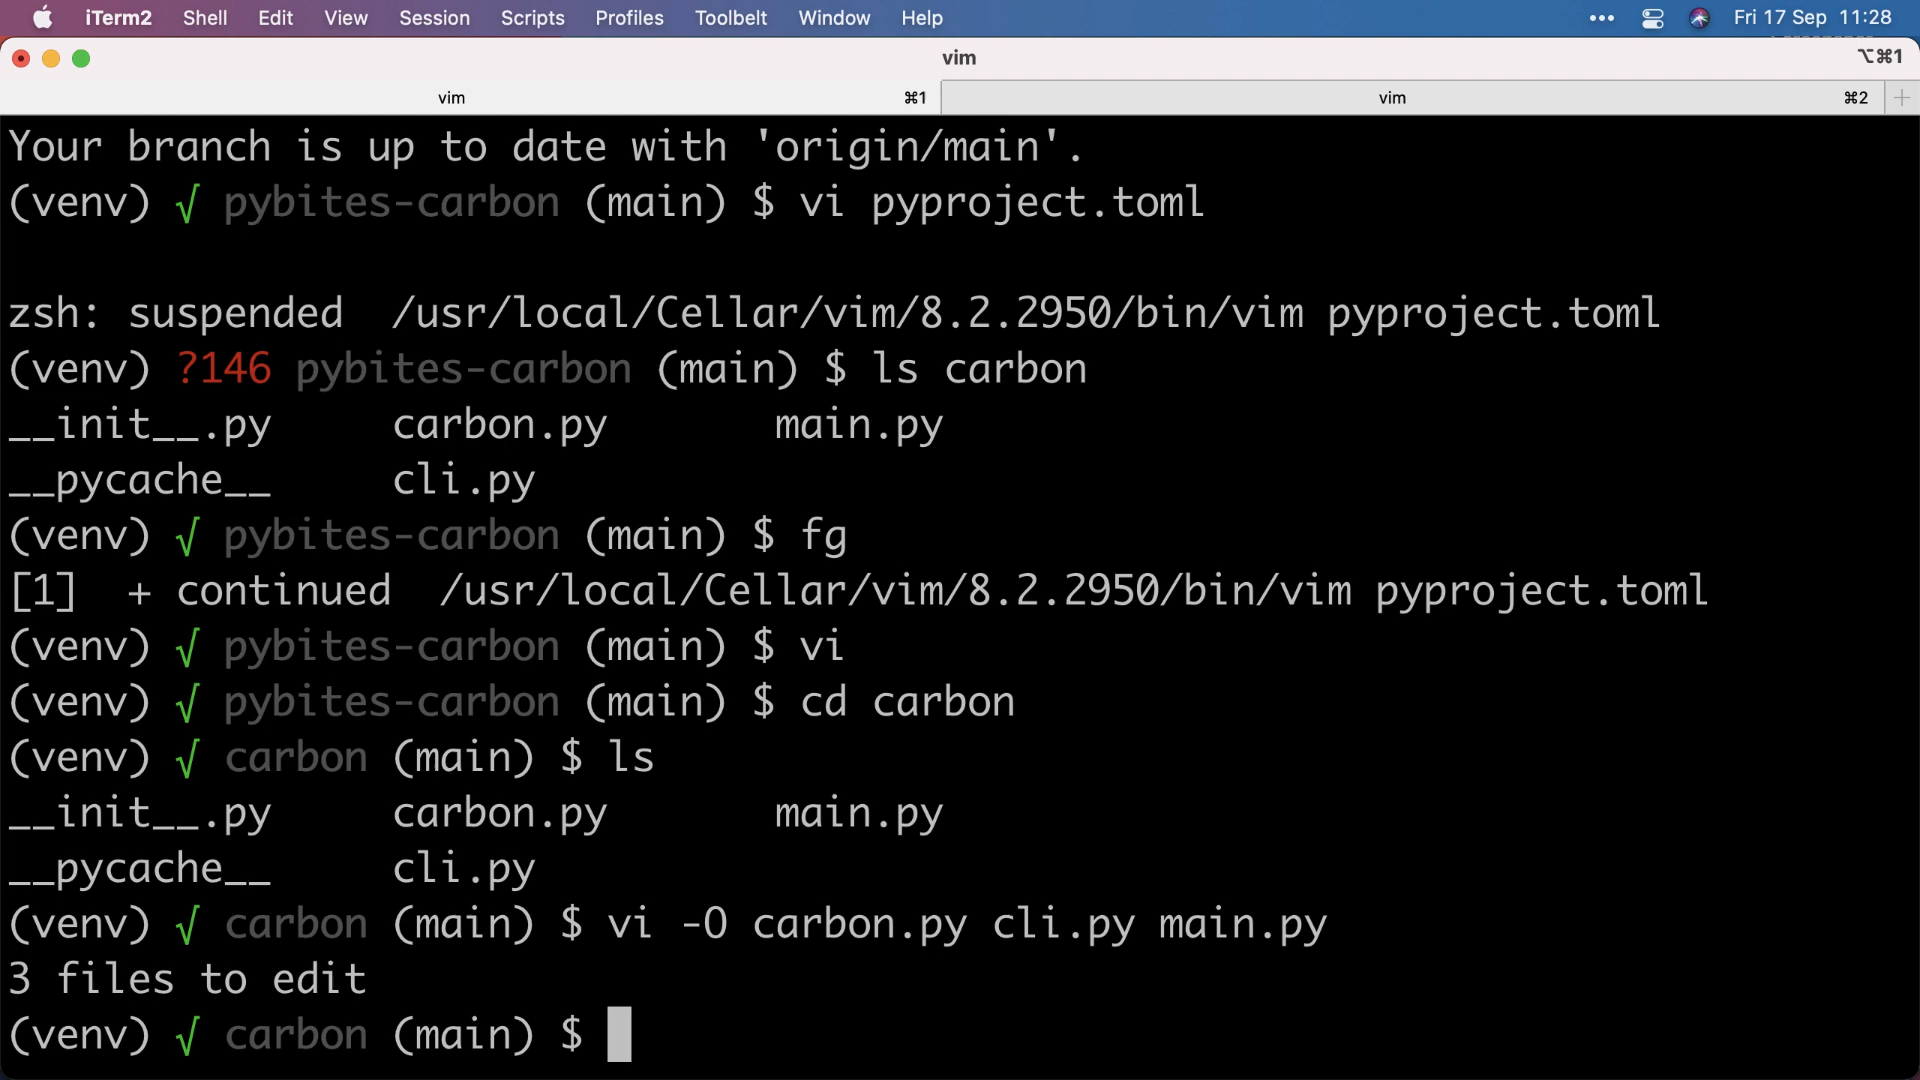 iTerm2 Shell Edit View Session Scripts Profiles Toolbelt Window Help Fri 17 Sep 11:28
vim ⌥⌘1
vim ⌘1 vim ⌘2 +
Your branch is up to date with 'origin/main'.
(venv) √ pybites-carbon (main) $ vi pyproject.toml
zsh: suspended  /usr/local/Cellar/vim/8.2.2950/bin/vim pyproject.toml
(venv) ?146 pybites-carbon (main) $ ls carbon
__init__.py     carbon.py       main.py
__pycache__     cli.py
(venv) √ pybites-carbon (main) $ fg
[1]  + continued  /usr/local/Cellar/vim/8.2.2950/bin/vim pyproject.toml
(venv) √ pybites-carbon (main) $ vi
(venv) √ pybites-carbon (main) $ cd carbon
(venv) √ carbon (main) $ ls
__init__.py     carbon.py       main.py
__pycache__     cli.py
(venv) √ carbon (main) $ vi -O carbon.py cli.py main.py
3 files to edit
(venv) √ carbon (main) $